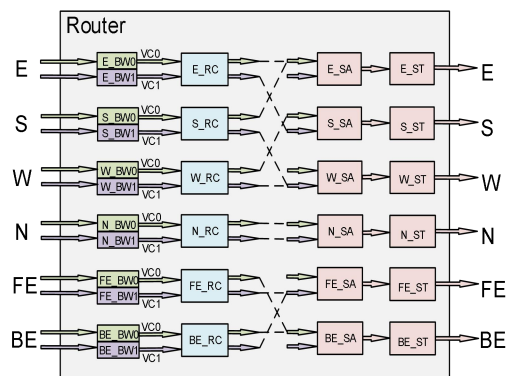 Router
E E_BW0 VC0 E_RC E_SA E_ST E
E_BW1 VC1
S S_BW0 VC0 S_RC S_SA S_ST S
S_BW1 VC1
W W_BW0 VC0 W_RC W_SA W_ST W
W_BW1 VC1
N N_BW0 VC0 N_RC N_SA N_ST N
N_BW1 VC1
FE FE_BW0 VC0 FE_RC FE_SA FE_ST FE
FE_BW1 VC1
BE BE_BW0 VC0 BE_RC BE_SA BE_ST BE
BE_BW1 VC1